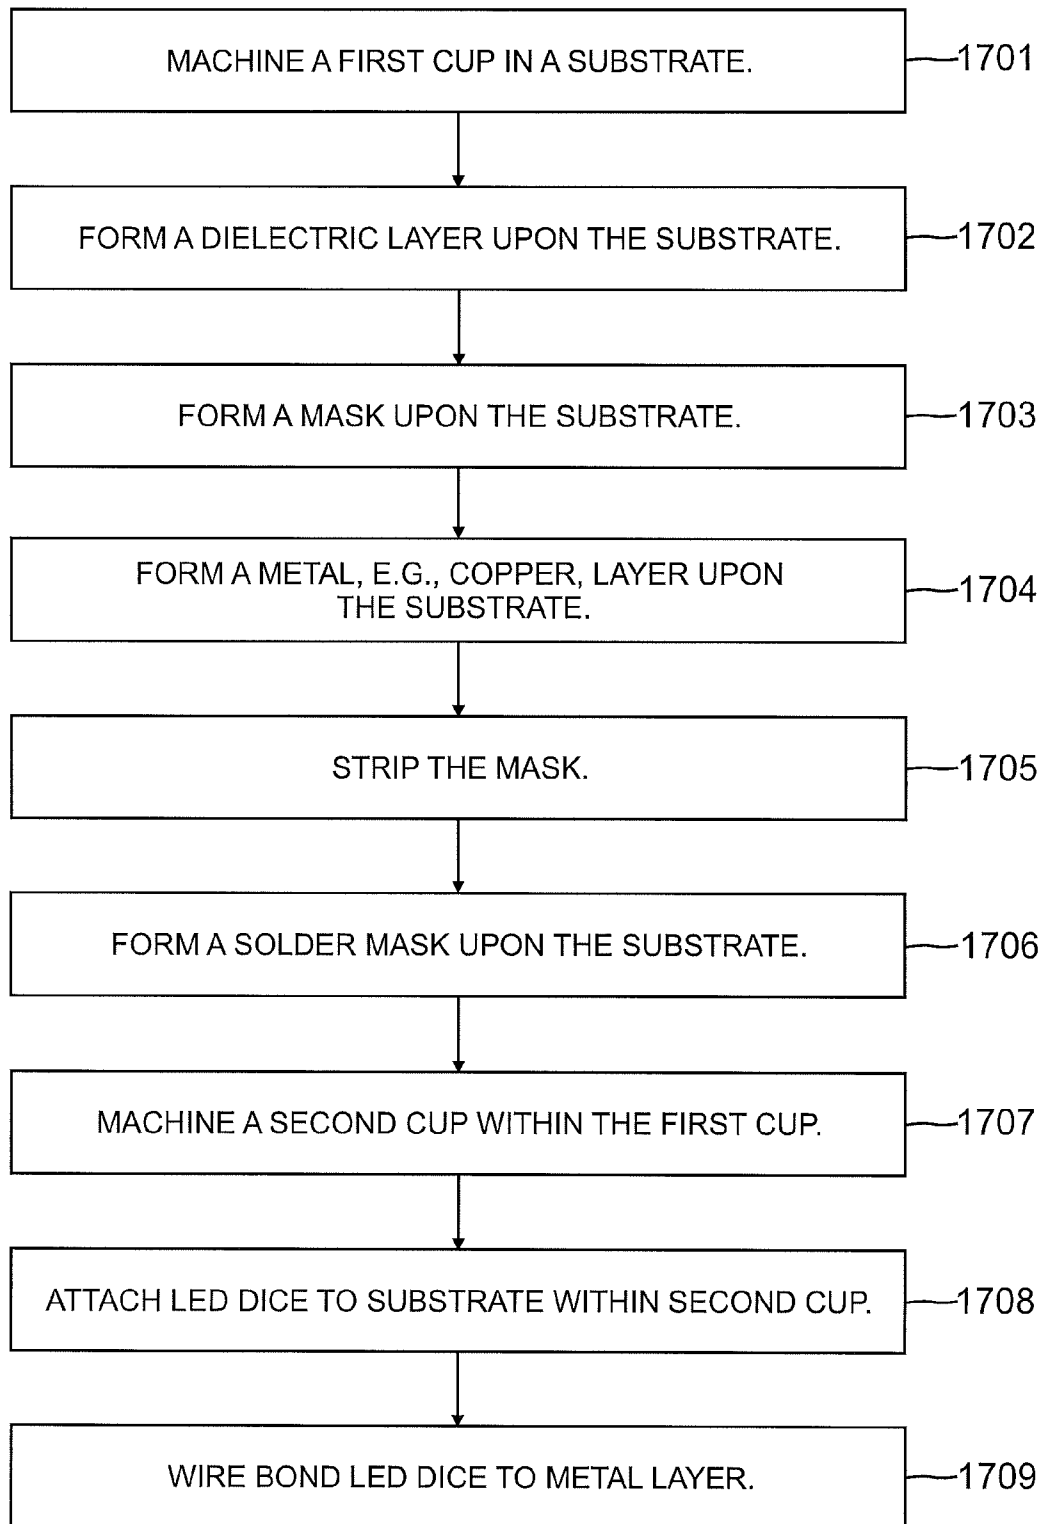 MACHINE A FIRST CUP IN A SUBSTRATE.
1701
FORM A DIELECTRIC LAYER UPON THE SUBSTRATE.
1702
FORM A MASK UPON THE SUBSTRATE.
1703
FORM A METAL, E.G., COPPER, LAYER UPON
THE SUBSTRATE.
1704
STRIP THE MASK.
1705
FORM A SOLDER MASK UPON THE SUBSTRATE.
1706
MACHINE A SECOND CUP WITHIN THE FIRST CUP.
1707
ATTACH LED DICE TO SUBSTRATE WITHIN SECOND CUP.
1708
WIRE BOND LED DICE TO METAL LAYER.
1709